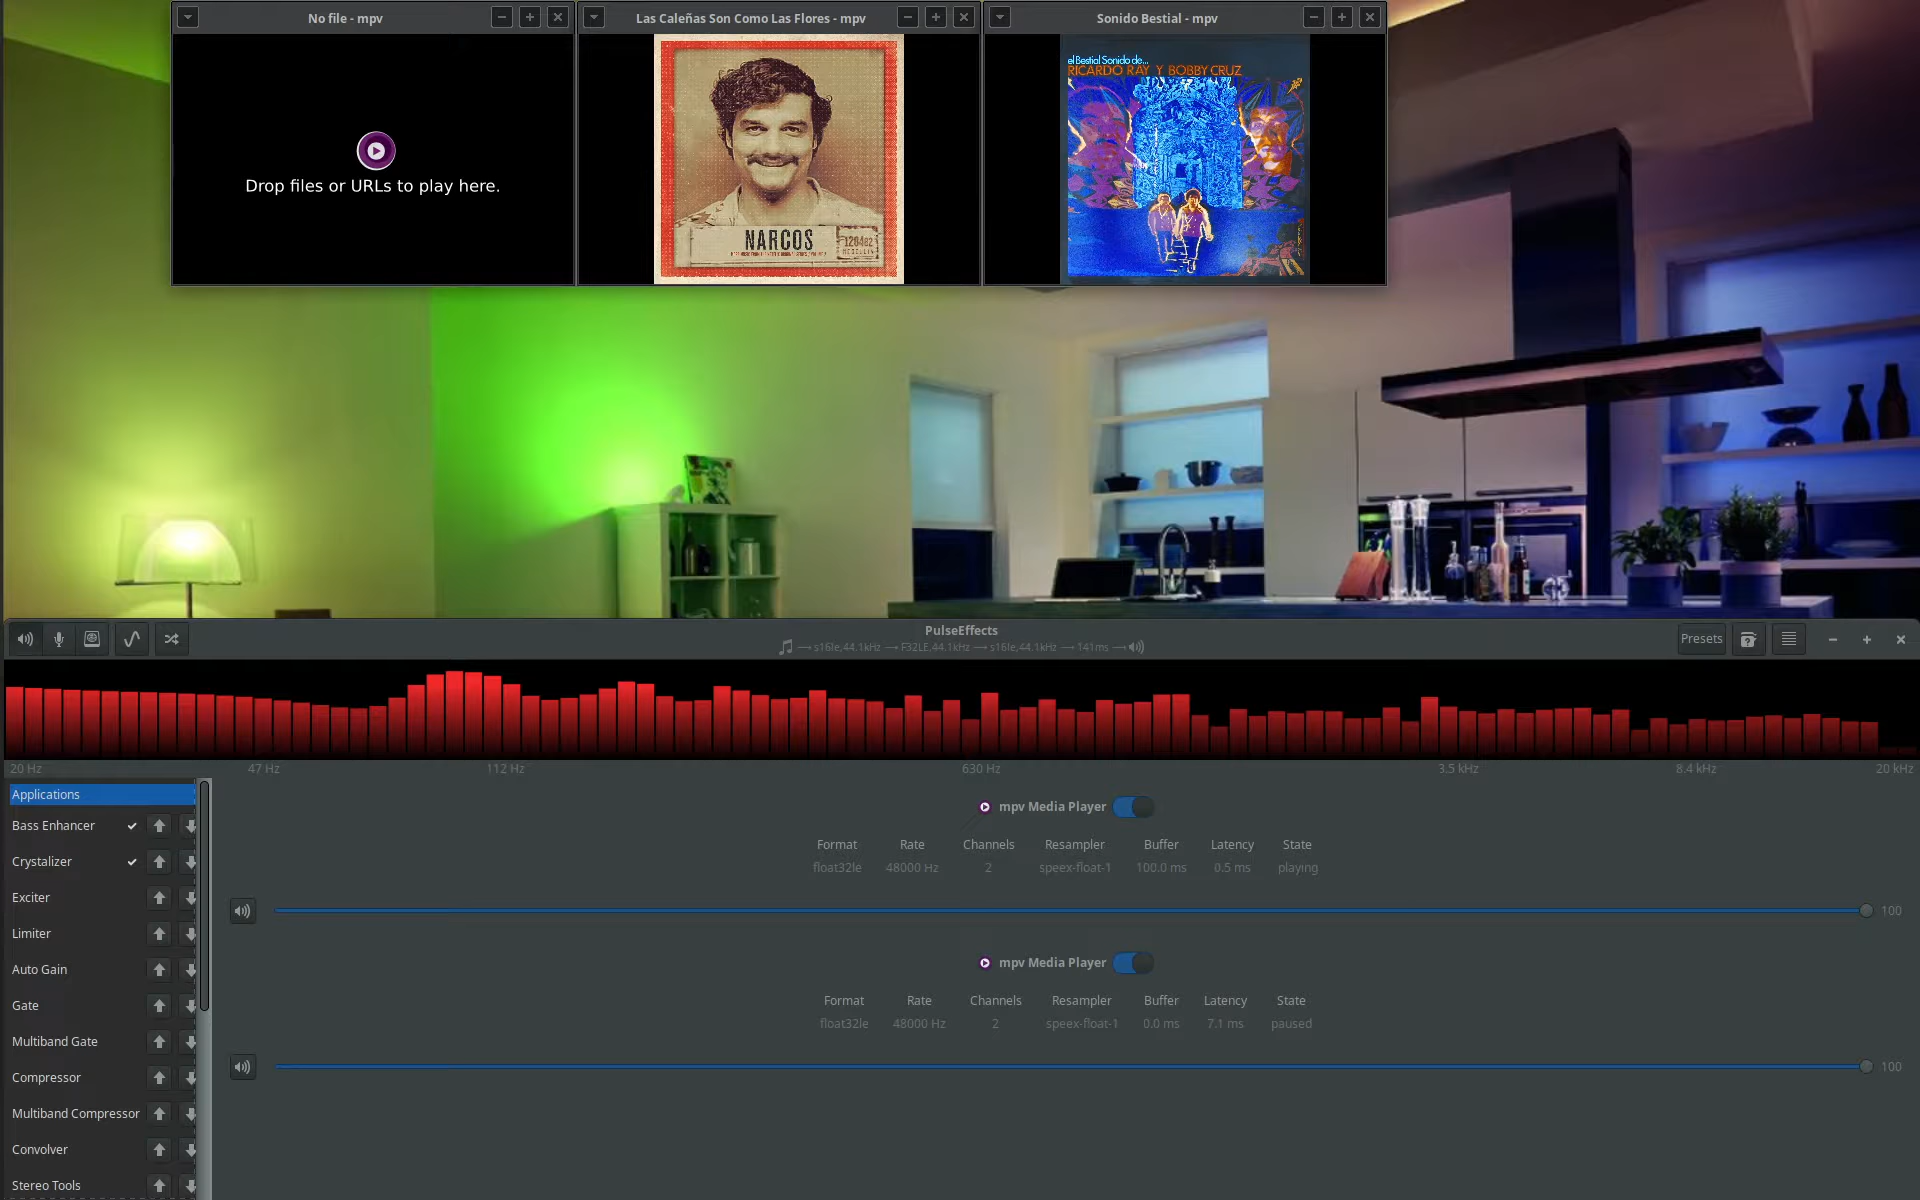 No file - mpv
Las Caleñas Son Como Las Flores - mpv
Sonido Bestial - mpv
Drop files or URLs to play here.
NARCOS
el Bestial Sonido de...
RICARDO RAY Y BOBBY CRUZ
PulseEffects
s16le,44.1kHz F32LE,44.1kHz s16le,44.1kHz 141ms
Presets
20 Hz 47 Hz 112 Hz 630 Hz 3.5 kHz 8.4 kHz 20 kHz
Applications
Bass Enhancer
Crystalizer
Exciter
Limiter
Auto Gain
Gate
Multiband Gate
Compressor
Multiband Compressor
Convolver
Stereo Tools
mpv Media Player
Format Rate Channels Resampler Buffer Latency State
float32le 48000 Hz 2 speex-float-1 100.0 ms 0.5 ms playing
100
mpv Media Player
Format Rate Channels Resampler Buffer Latency State
float32le 48000 Hz 2 speex-float-1 0.0 ms 7.1 ms paused
100